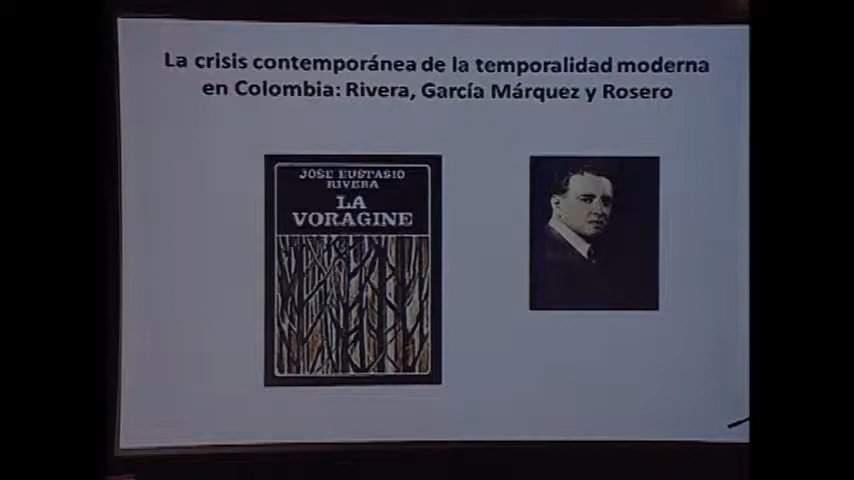 La crisis contemporánea de la temporalidad moderna
en Colombia: Rivera, García Márquez y Rosero
JOSE EUSTASIO
RIVERA
LA
VORAGINE